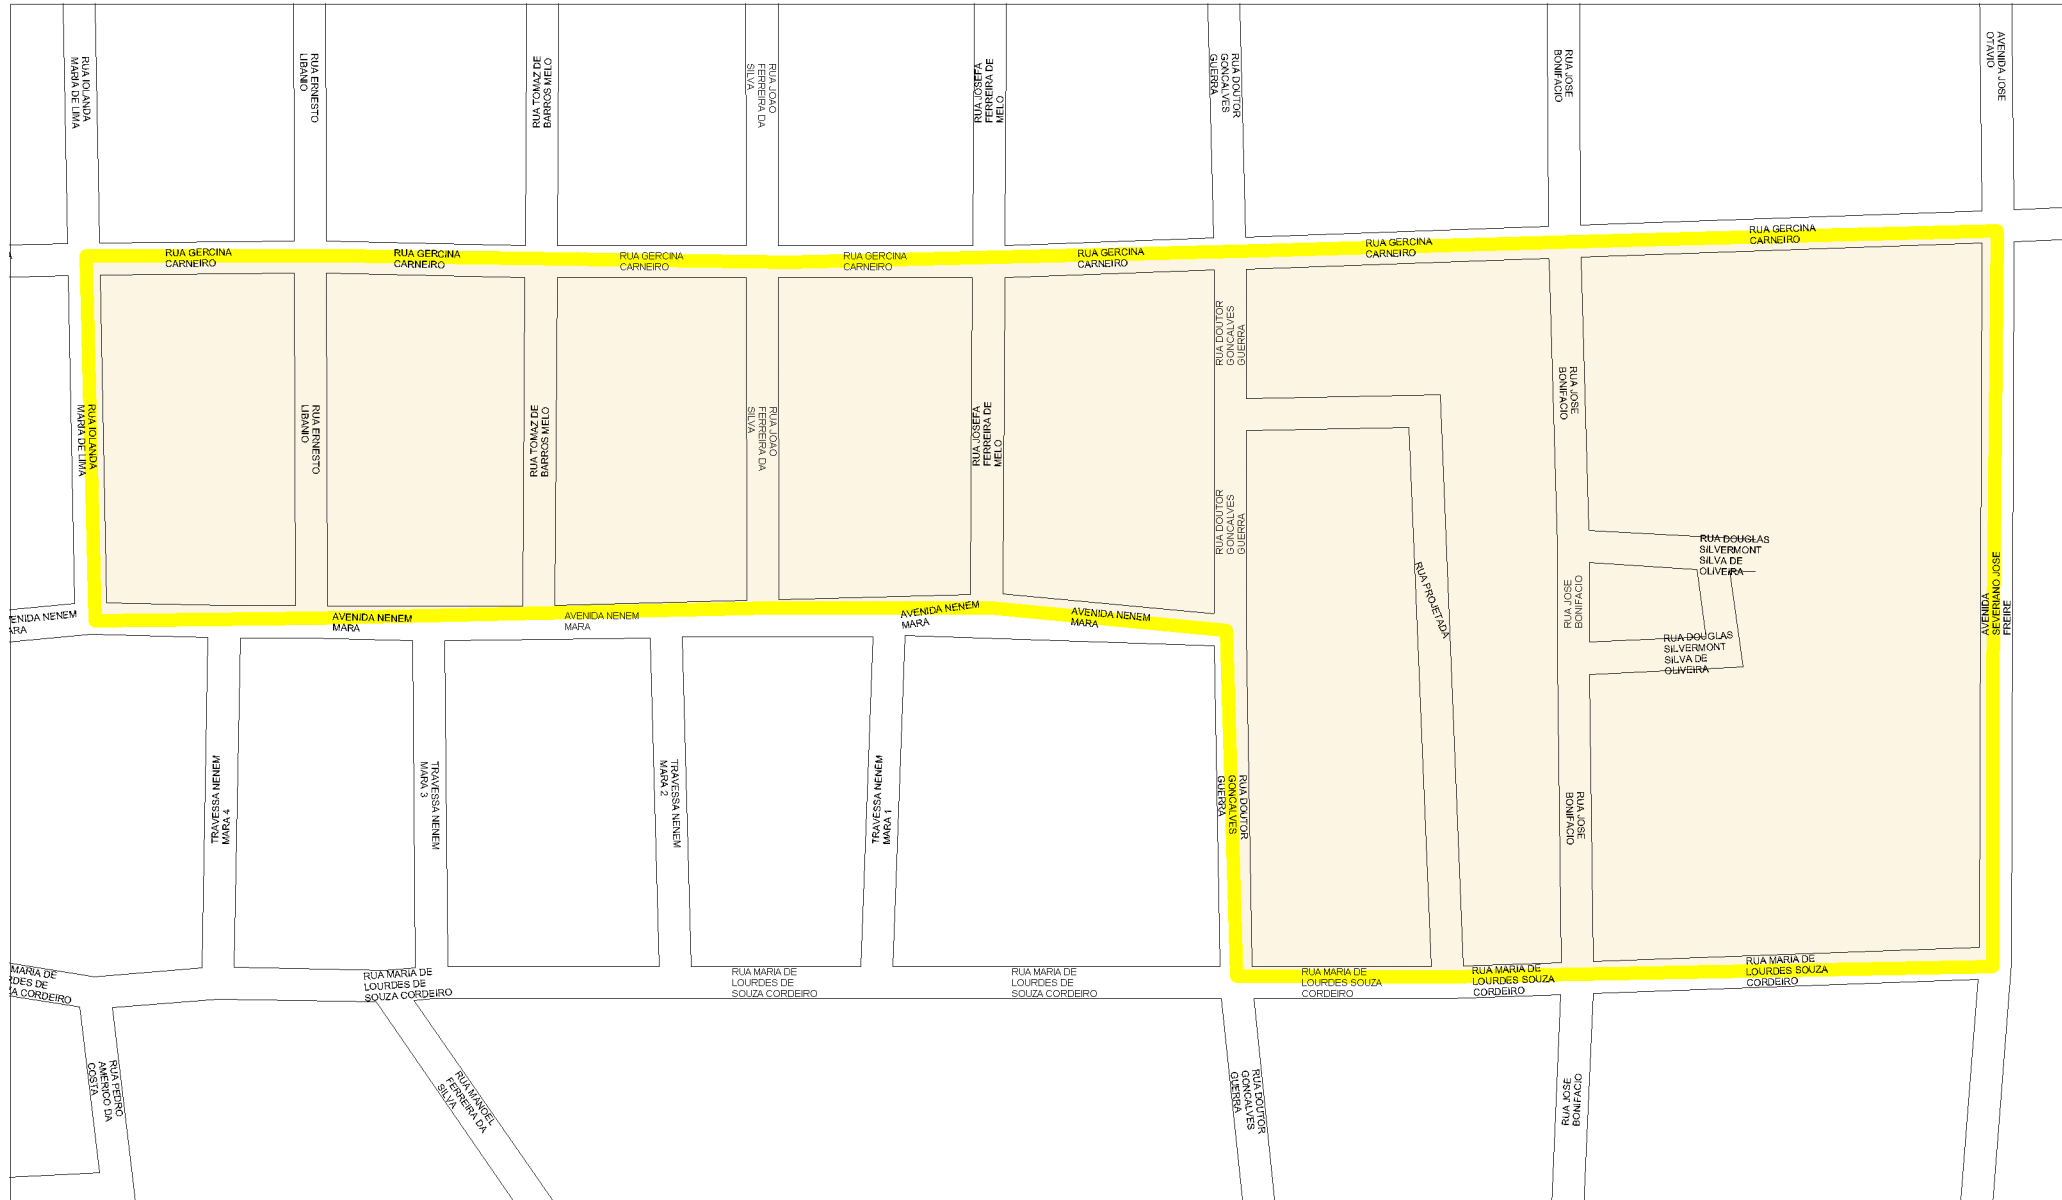 RUA IOLANDA
MARIA DE LIMA
RUA ERNESTO
LIBANIO
RUA TOMAZ DE
BARROS MELO
RUA JOAO
FERREIRA DA
SILVA
RUA JOSEFA
FERREIRA DE
MELO
RUA DOUTOR
GONCALVES
GUERRA
RUA JOSE
BONIFACIO
AVENIDA JOSE
OTAVIO
RUA GERCINA
CARNEIRO
RUA GERCINA
CARNEIRO
RUA GERCINA
CARNEIRO
RUA GERCINA
CARNEIRO
RUA GERCINA
CARNEIRO
RUA GERCINA
CARNEIRO
RUA GERCINA
CARNEIRO
RUA IOLANDA
MARIA DE LIMA
RUA ERNESTO
LIBANIO
RUA TOMAZ DE
BARROS MELO
RUA JOAO
FERREIRA DA
SILVA
RUA JOSEFA
FERREIRA DE
MELO
RUA DOUTOR
GONCALVES
GUERRA
RUA DOUTOR
GONCALVES
GUERRA
RUA JOSE
BONIFACIO
RUA PROJETADA
RUA JOSE
BONIFACIO
RUA DOUGLAS
SILVERMONT
SILVA DE
OLIVEIRA
RUA DOUGLAS
SILVERMONT
SILVA DE
OLIVEIRA
AVENIDA
SEVERIANO JOSE
FREIRE
NENEM
ARA
AVENIDA NENEM
MARA
AVENIDA NENEM
MARA
AVENIDA NENEM
MARA
AVENIDA NENEM
MARA
TRAVESSA NENEM
MARA 4
TRAVESSA NENEM
MARA 3
TRAVESSA NENEM
MARA 2
TRAVESSA NENEM
MARA 1
RUA DOUTOR
GONCALVES
GUERRA
RUA JOSE
BONIFACIO
MARIA DE
RDES DE
ZA CORDEIRO
RUA MARIA DE
LOURDES DE
SOUZA CORDEIRO
RUA MARIA DE
LOURDES DE
SOUZA CORDEIRO
RUA MARIA DE
LOURDES DE
SOUZA CORDEIRO
RUA MARIA DE
LOURDES SOUZA
CORDEIRO
RUA MARIA DE
LOURDES SOUZA
CORDEIRO
RUA MARIA DE
LOURDES SOUZA
CORDEIRO
RUA PEDRO
AMERICO DA
COSTA
RUA MANOEL
FERREIRA DA
SILVA
RUA DOUTOR
GONCALVES
GUERRA
RUA JOSE
BONIFACIO